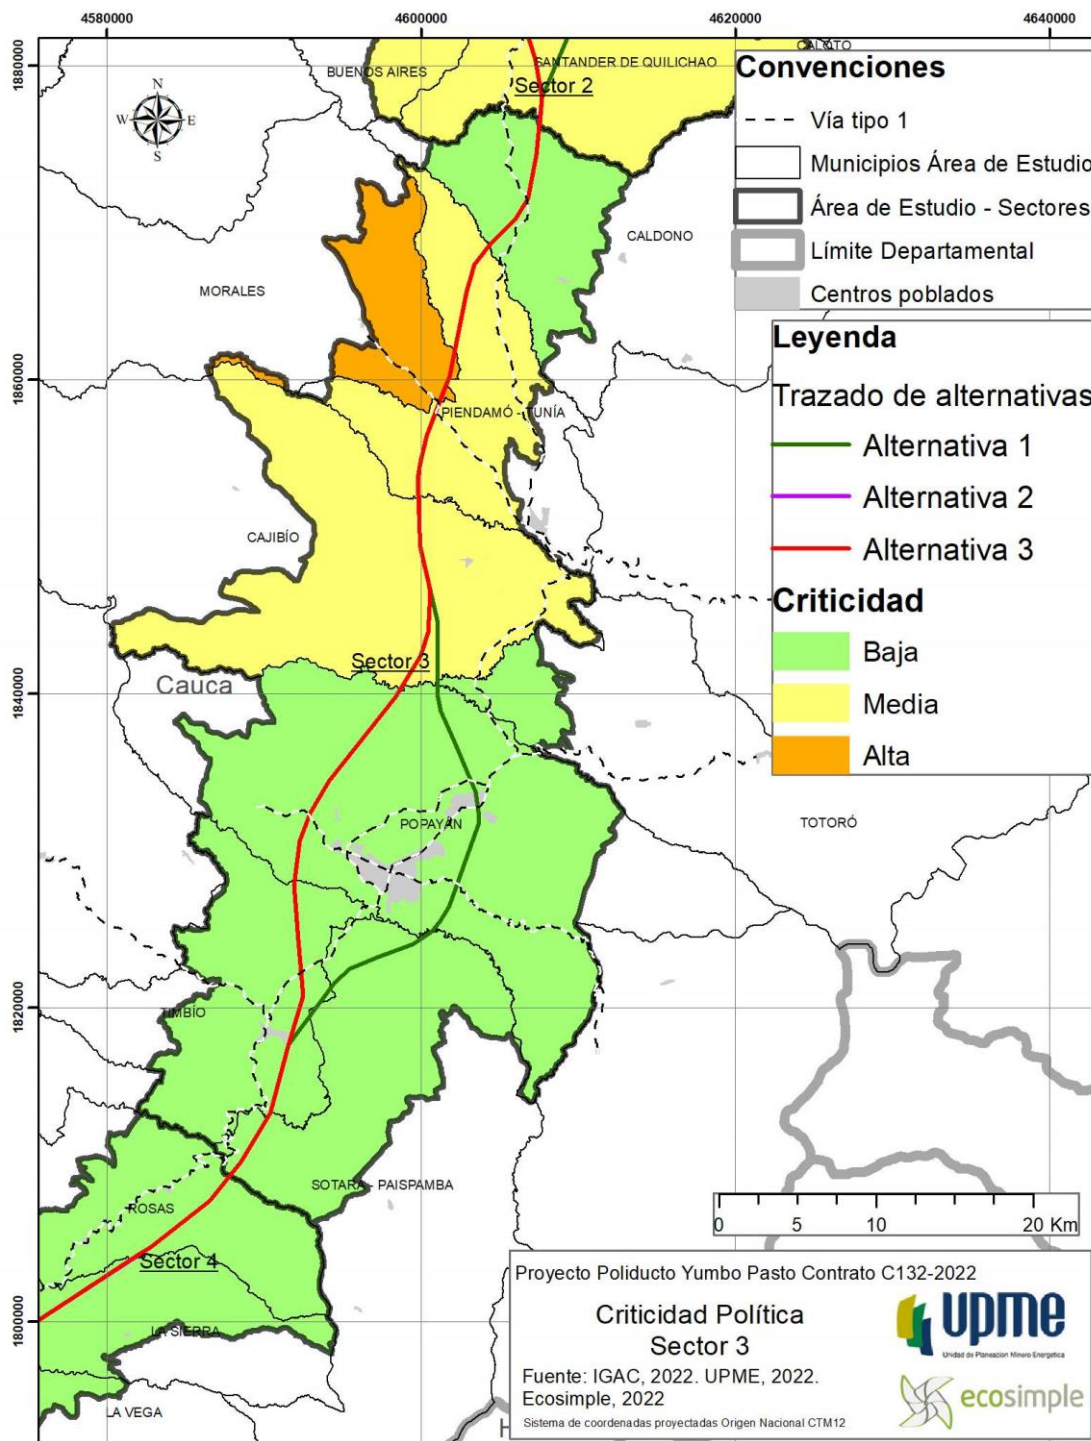 4580000
4600000
4620000
4640000
1880000
1860000
1840000
1820000
1800000
N
W E
S
BUENOS AIRES
SANTANDER DE QUILICHAO
CALOTO
Sector 2
CALDONO
MORALES
PIENDAMÓ - TUNÍA
CAJIBÍO
Sector 3
Cauca
POPAYÁN
TOTORÓ
TIMBÍO
SOTARA - PAISPAMBA
ROSAS
Sector 4
LA SIERRA
LA VEGA
H
Convenciones
Vía tipo 1
Municipios Área de Estudio
Área de Estudio - Sectores
Límite Departamental
Centros poblados
Leyenda
Trazado de alternativas
Alternativa 1
Alternativa 2
Alternativa 3
Criticidad
Baja
Media
Alta
0 5 10 20 Km
Proyecto Poliducto Yumbo Pasto Contrato C132-2022
Criticidad Política
Sector 3
Fuente: IGAC, 2022. UPME, 2022.
Ecosimple, 2022
Sistema de coordenadas proyectadas Origen Nacional CTM12
upme
Unidad de Planeacion Minero Energetica
ecosimple